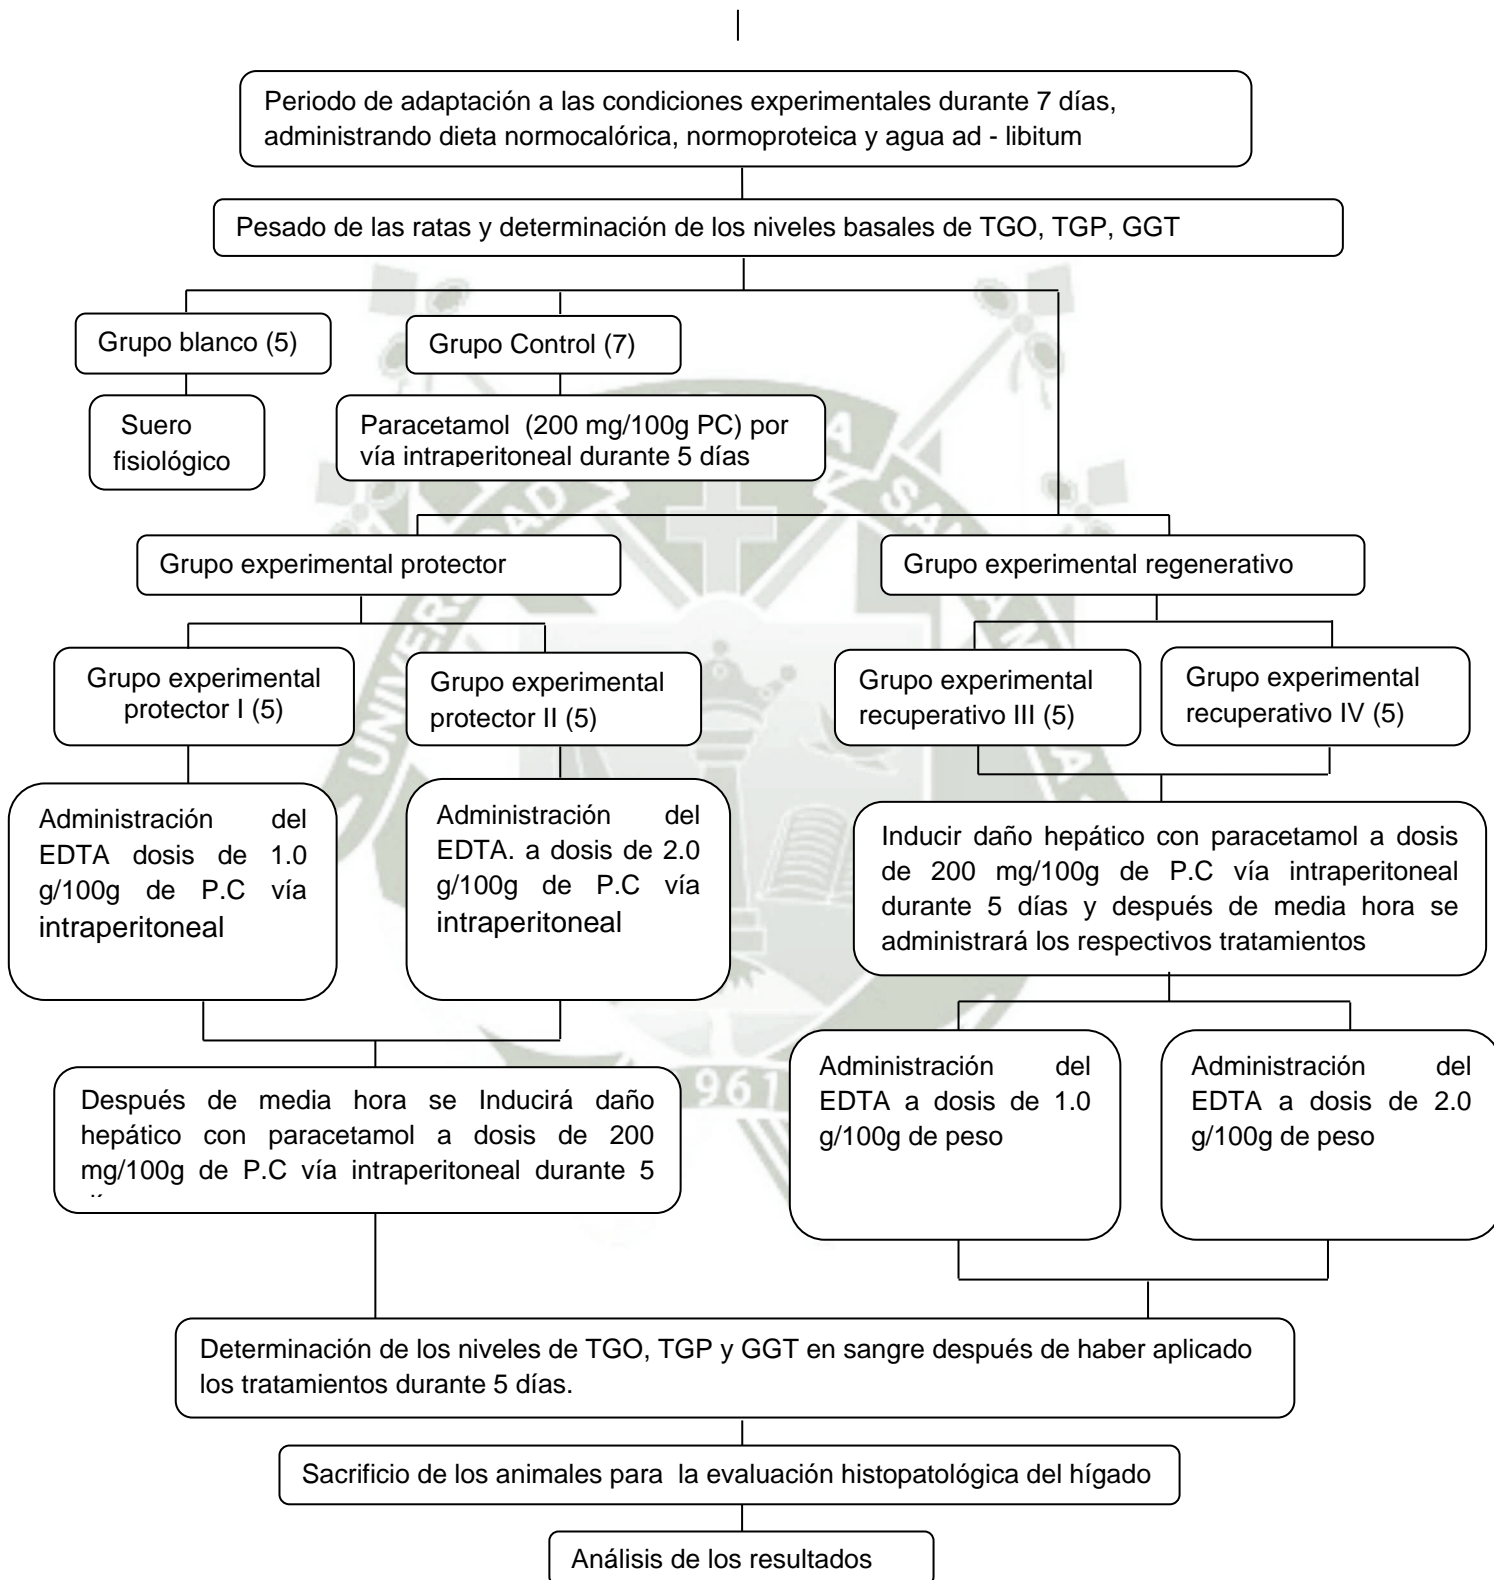 Periodo de adaptación a las condiciones experimentales durante 7 días,
administrando dieta normocalórica, normoproteica y agua ad - libitum
Pesado de las ratas y determinación de los niveles basales de TGO, TGP, GGT
Grupo blanco (5)
Grupo Control (7)
Suero
fisiológico
Paracetamol (200 mg/100g PC) por
vía intraperitoneal durante 5 días
Grupo experimental protector
Grupo experimental regenerativo
Grupo experimental
protector I (5)
Grupo experimental
protector II (5)
Grupo experimental
recuperativo III (5)
Grupo experimental
recuperativo IV (5)
Administración del
EDTA dosis de 1.0
g/100g de P.C vía
intraperitoneal
Administración del
EDTA. a dosis de 2.0
g/100g de P.C vía
intraperitoneal
Inducir daño hepático con paracetamol a dosis
de 200 mg/100g de P.C vía intraperitoneal
durante 5 días y después de media hora se
administrará los respectivos tratamientos
Después de media hora se Inducirá daño
hepático con paracetamol a dosis de 200
mg/100g de P.C vía intraperitoneal durante 5
Administración del
EDTA a dosis de 1.0
g/100g de peso
Administración del
EDTA a dosis de 2.0
g/100g de peso
Determinación de los niveles de TGO, TGP y GGT en sangre después de haber aplicado
los tratamientos durante 5 días.
Sacrificio de los animales para la evaluación histopatológica del hígado
Análisis de los resultados
961